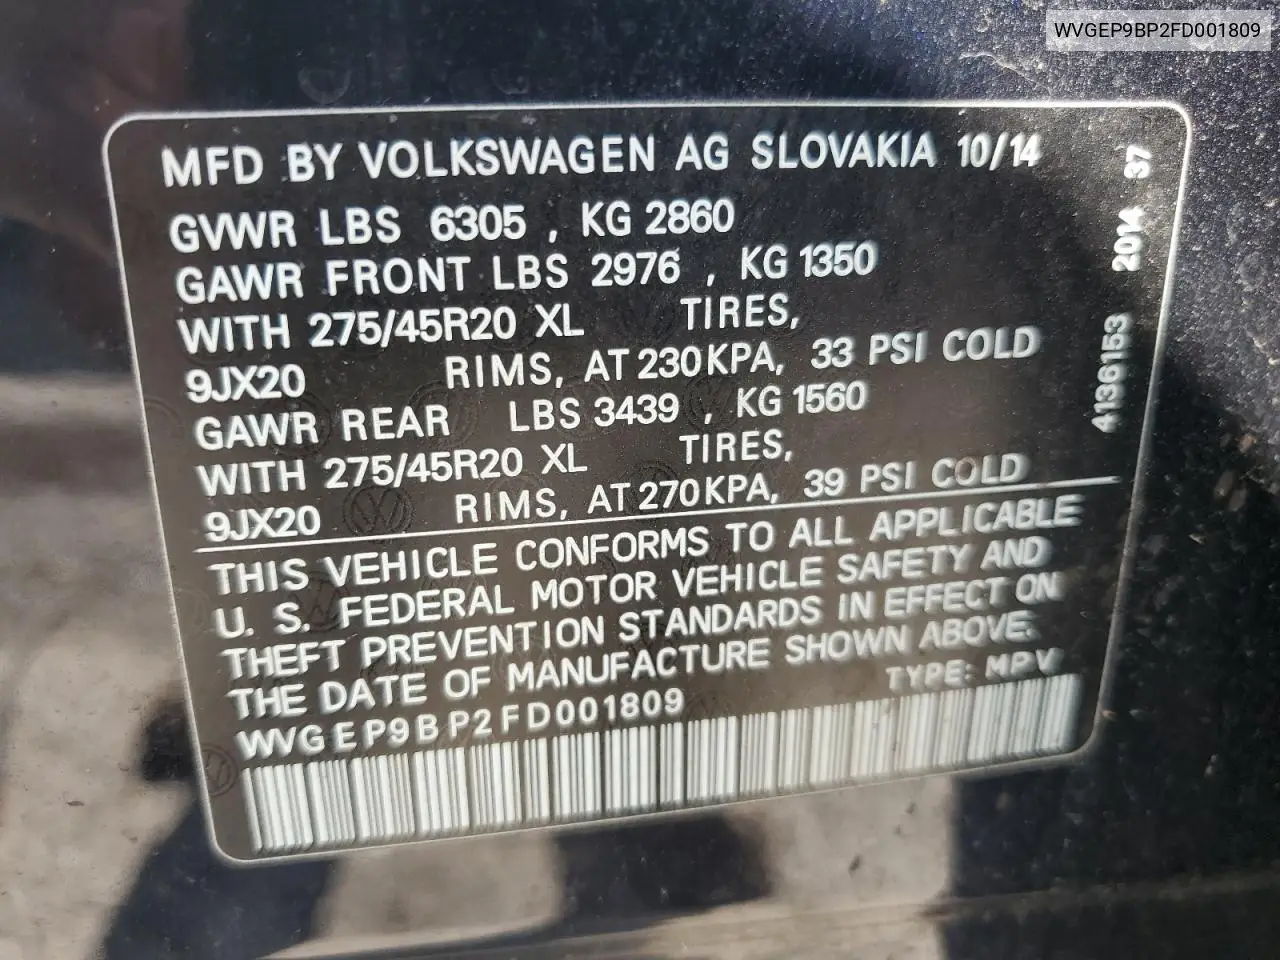 WVGEP9BP2FD001809
MFD BY VOLKSWAGEN AG SLOVAKIA 10/14
GVWR LBS 6305 , KG 2860
GAWR FRONT LBS 2976 , KG 1350
WITH 275/45R20 XL TIRES,
9JX20 RIMS, AT 230KPA, 33 PSI COLD
GAWR REAR LBS 3439 , KG 1560
WITH 275/45R20 XL TIRES,
9JX20 RIMS, AT 270KPA, 39 PSI COLD
THIS VEHICLE CONFORMS TO ALL APPLICABLE
U. S. FEDERAL MOTOR VEHICLE SAFETY AND
THEFT PREVENTION STANDARDS IN EFFECT ON
THE DATE OF MANUFACTURE SHOWN ABOVE.
WVGEP9BP2FD001809 TYPE: MPV
4136153 2014 37